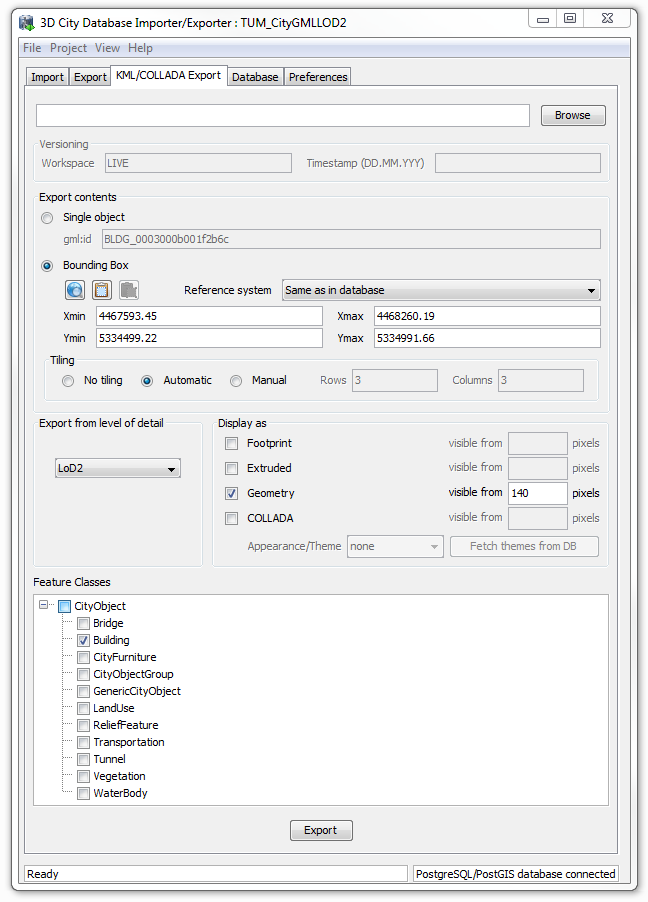 3D City Database Importer/Exporter : TUM_CityGMLLOD2
File Project View Help
Import Export KML/COLLADA Export Database Preferences
Browse
Versioning
Workspace LIVE Timestamp (DD.MM.YYY)
Export contents
Single object
gml:id BLDG_0003000b001f2b6c
Bounding Box
Reference system Same as in database
Xmin 4467593.45 Xmax 4468260.19
Ymin 5334499.22 Ymax 5334991.66
Tiling
No tiling Automatic Manual Rows 3 Columns 3
Export from level of detail
LoD2
Display as
Footprint visible from pixels
Extruded visible from pixels
Geometry visible from 140 pixels
COLLADA visible from pixels
Appearance/Theme none Fetch themes from DB
Feature Classes
CityObject
Bridge
Building
CityFurniture
CityObjectGroup
GenericCityObject
LandUse
ReliefFeature
Transportation
Tunnel
Vegetation
WaterBody
Export
Ready PostgreSQL/PostGIS database connected